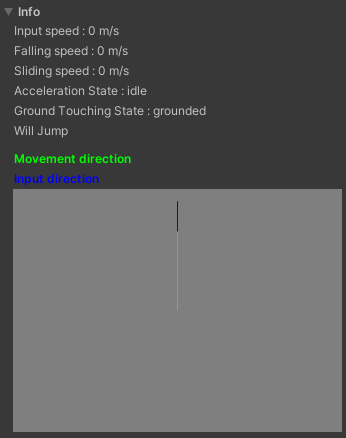 Info
Input speed : 0 m/s
Falling speed : 0 m/s
Sliding speed : 0 m/s
Acceleration State : idle
Ground Touching State : grounded
Will Jump
Movement direction
Input direction